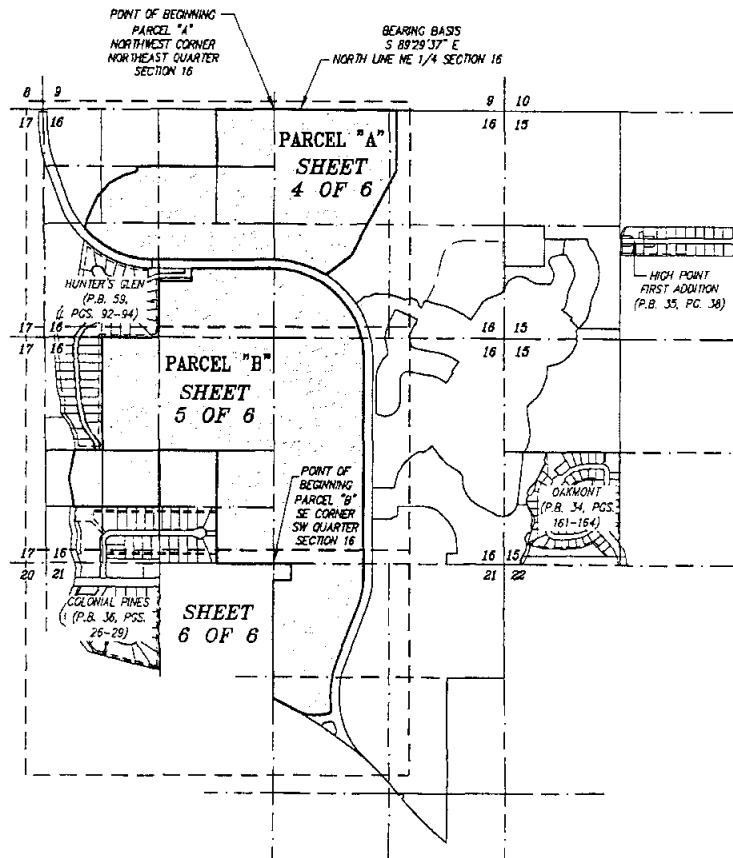 POINT OF BEGINNING
PARCEL "A"
NORTHWEST CORNER
NORTHEAST QUARTER
SECTION 16
BEARING BASIS
S 89°29'37" E
NORTH LINE NE 1/4 SECTION 16
8 9
17 16
9 10
16 15
PARCEL "A"
SHEET
4 OF 6
HUNTER'S GLEN
(P.B. 59,
PGS. 92-94)
HIGH POINT
FIRST ADDITION
(P.B. 35, PG. 38)
17 16
17 16
16 15
16 15
PARCEL "B"
SHEET
5 OF 6
POINT OF
BEGINNING
PARCEL "B"
SE CORNER
SW QUARTER
SECTION 16
OAKMONT
(P.B. 34, PGS.
161-164)
17 16
20 21
16 15
21 22
COLONIAL PINES
(P.B. 36, PGS.
26-29)
SHEET
6 OF 6